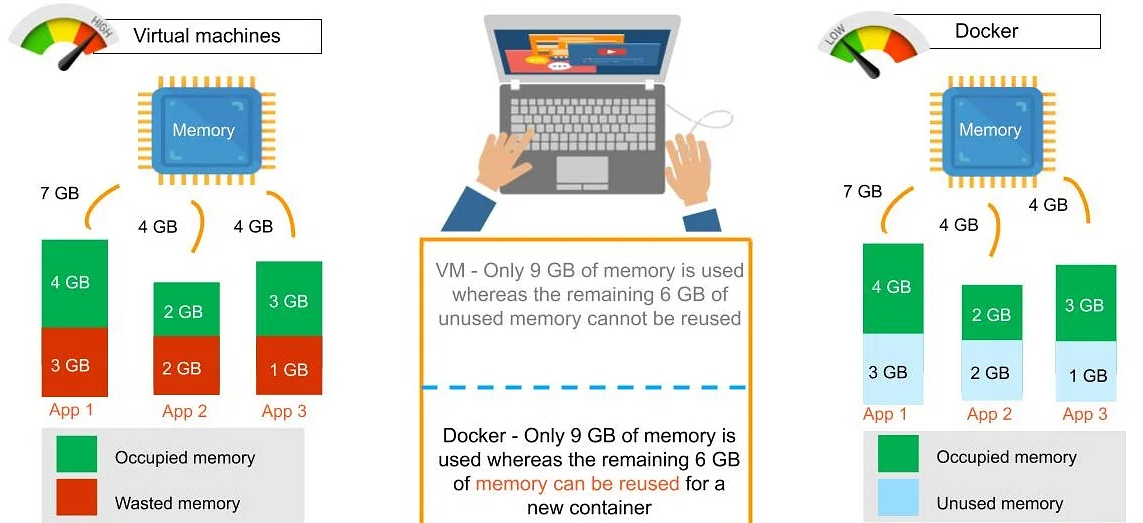 HIGH
Virtual machines
Memory
7 GB
4 GB
4 GB
4 GB
2 GB
3 GB
3 GB
2 GB
1 GB
App 1
App 2
App 3
Occupied memory
Wasted memory
VM - Only 9 GB of memory is used
whereas the remaining 6 GB of
unused memory cannot be reused
Docker - Only 9 GB of memory is
used whereas the remaining 6 GB
of memory can be reused for a
new container
LOW
Docker
Memory
7 GB
4 GB
4 GB
4 GB
2 GB
3 GB
3 GB
2 GB
1 GB
App 1
App 2
App 3
Occupied memory
Unused memory